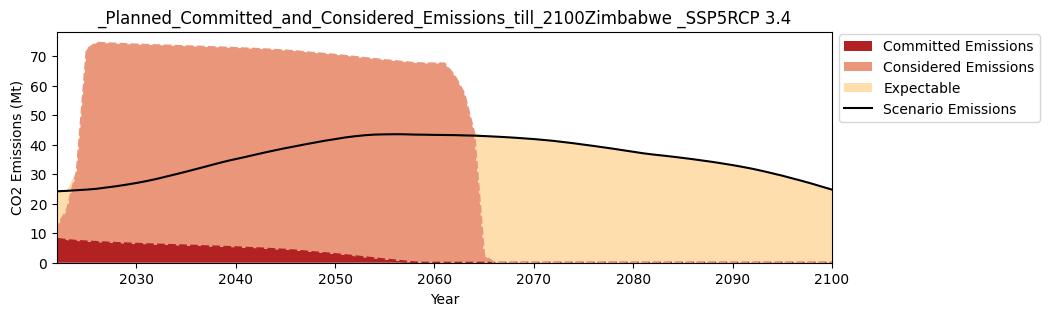 _Planned_Committed_and_Considered_Emissions_till_2100Zimbabwe _SSP5RCP 3.4
CO2 Emissions (Mt)
70
60
50
40
30
20
10
0
2030 2040 2050 2060 2070 2080 2090 2100
Year
Committed Emissions
Considered Emissions
Expectable
Scenario Emissions